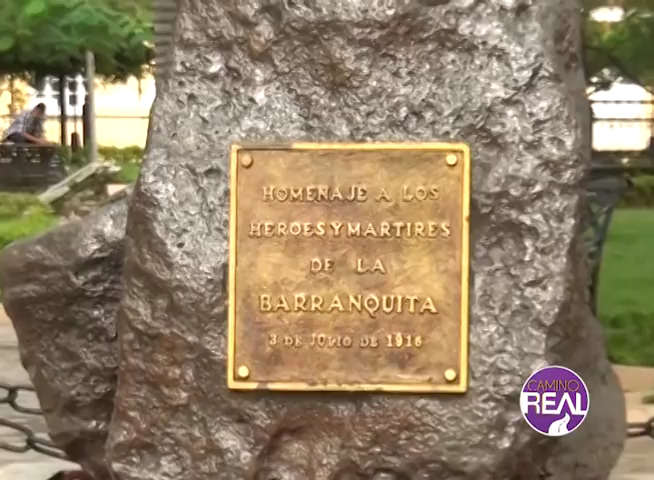 HOMENAJE A LOS
HEROES Y MARTIRES
DE LA
BARRANQUITA
3 DE JULIO DE 1916
CAMINO
REAL